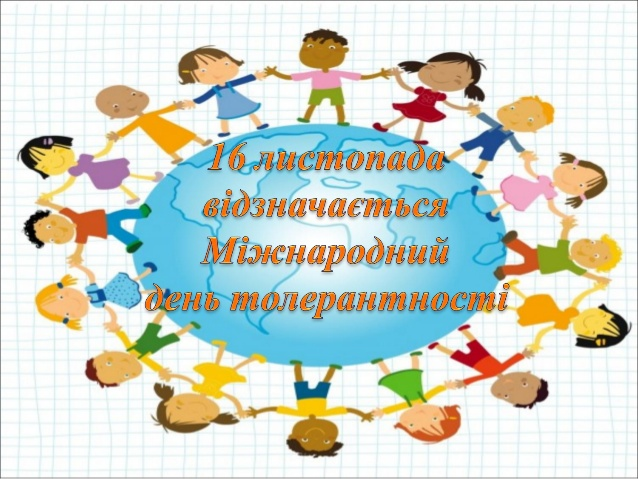 16 листопада
відзначається
Міжнародний
день толерантності